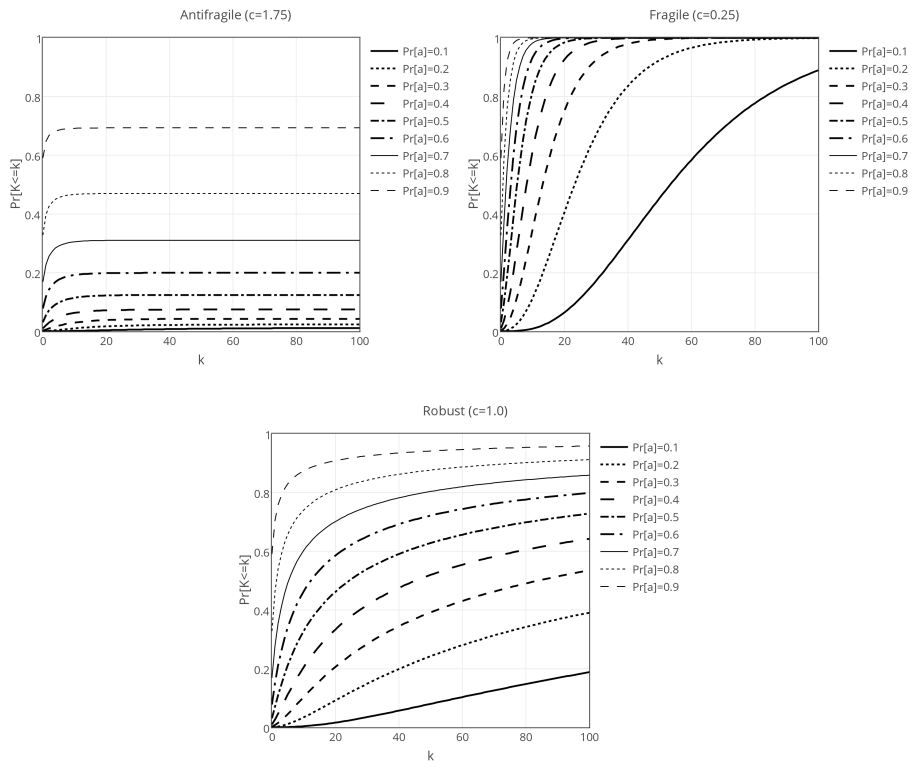 Antifragile (c=1.75)
Pr[K<=k]
1
0.8
0.6
0.4
0.2
0
0 20 40 60 80 100
k
Pr[a]=0.1
Pr[a]=0.2
Pr[a]=0.3
Pr[a]=0.4
Pr[a]=0.5
Pr[a]=0.6
Pr[a]=0.7
Pr[a]=0.8
Pr[a]=0.9
Fragile (c=0.25)
Pr[K<=k]
1
0.8
0.6
0.4
0.2
0
0 20 40 60 80 100
k
Pr[a]=0.1
Pr[a]=0.2
Pr[a]=0.3
Pr[a]=0.4
Pr[a]=0.5
Pr[a]=0.6
Pr[a]=0.7
Pr[a]=0.8
Pr[a]=0.9
Robust (c=1.0)
Pr[K<=k]
1
0.8
0.6
0.4
0.2
0
0 20 40 60 80 100
k
Pr[a]=0.1
Pr[a]=0.2
Pr[a]=0.3
Pr[a]=0.4
Pr[a]=0.5
Pr[a]=0.6
Pr[a]=0.7
Pr[a]=0.8
Pr[a]=0.9